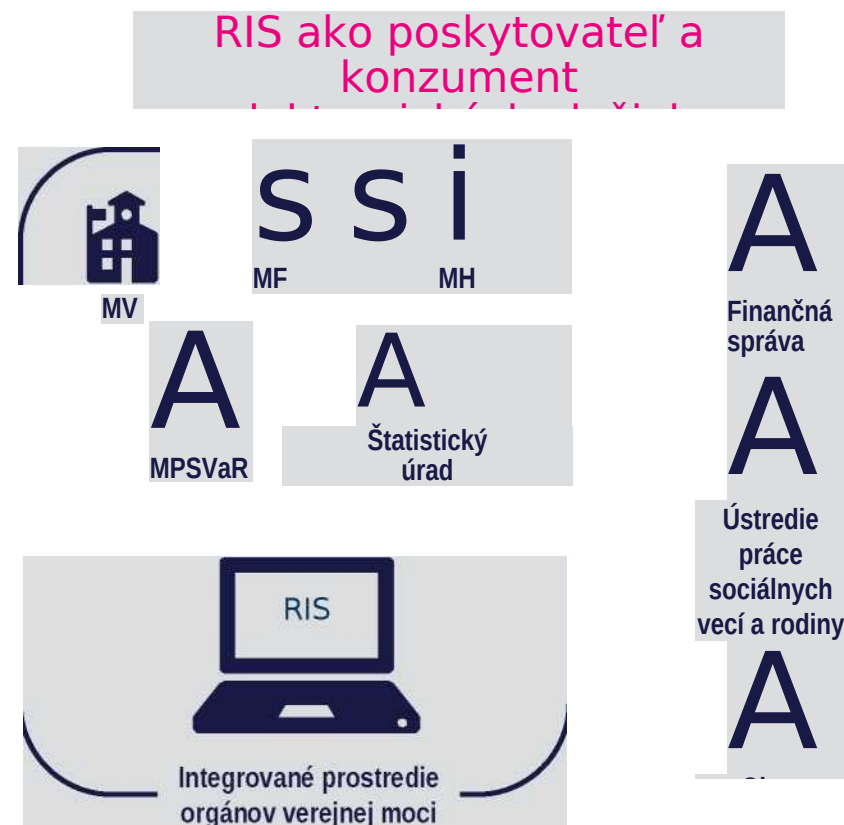 RIS ako poskytovateľ a
konzument
s s i
MF MH
MV
A
MPSVaR
A
Štatistický
úrad
A
Finančná
správa
A
Ústredie
práce
sociálnych
vecí a rodiny
A
RIS
Integrované prostredie
orgánov verejnej moci